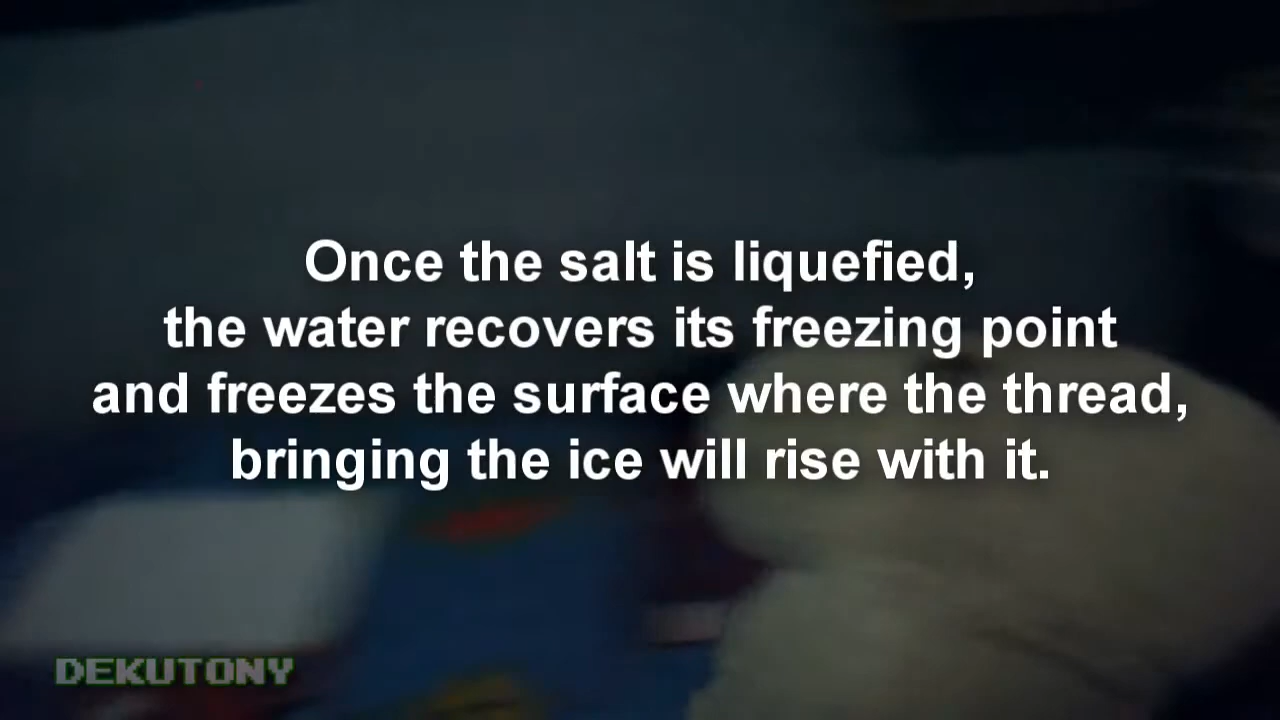 Once the salt is liquefied,
the water recovers its freezing point
and freezes the surface where the thread,
bringing the ice will rise with it.
DEKUTONY